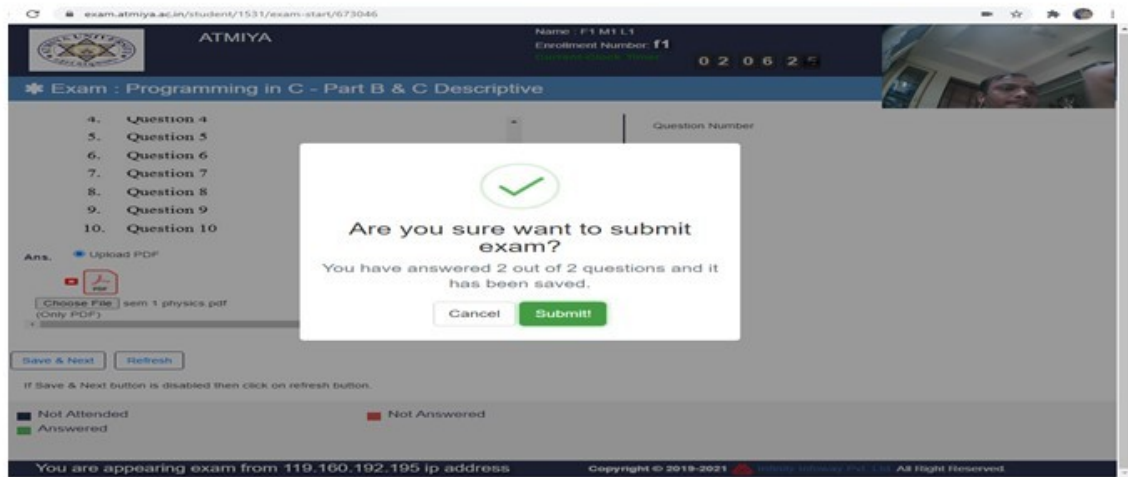 exam.atmiya.ac.in/student/1531/exam-start/673046
ATMIYA
Name : F1 M1 L1
Enrollment Number: f1
0 2 0 6 2
Exam : Programming in C - Part B & C Descriptive
4. Question 4
5. Question 5
6. Question 6
7. Question 7
8. Question 8
9. Question 9
10. Question 10
Question Number
Are you sure want to submit
exam?
You have answered 2 out of 2 questions and it
has been saved.
Cancel Submit!
Ans. Upload PDF
PDF
Choose File sem 1 physics.pdf
(Only PDF)
Save & Next Refresh
If Save & Next button is disabled then click on refresh button.
Not Attended Not Answered
Answered
You are appearing exam from 119.160.192.195 ip address Copyright © 2019-2021 Infinity Infoway Pvt. Ltd. All Right Reserved.